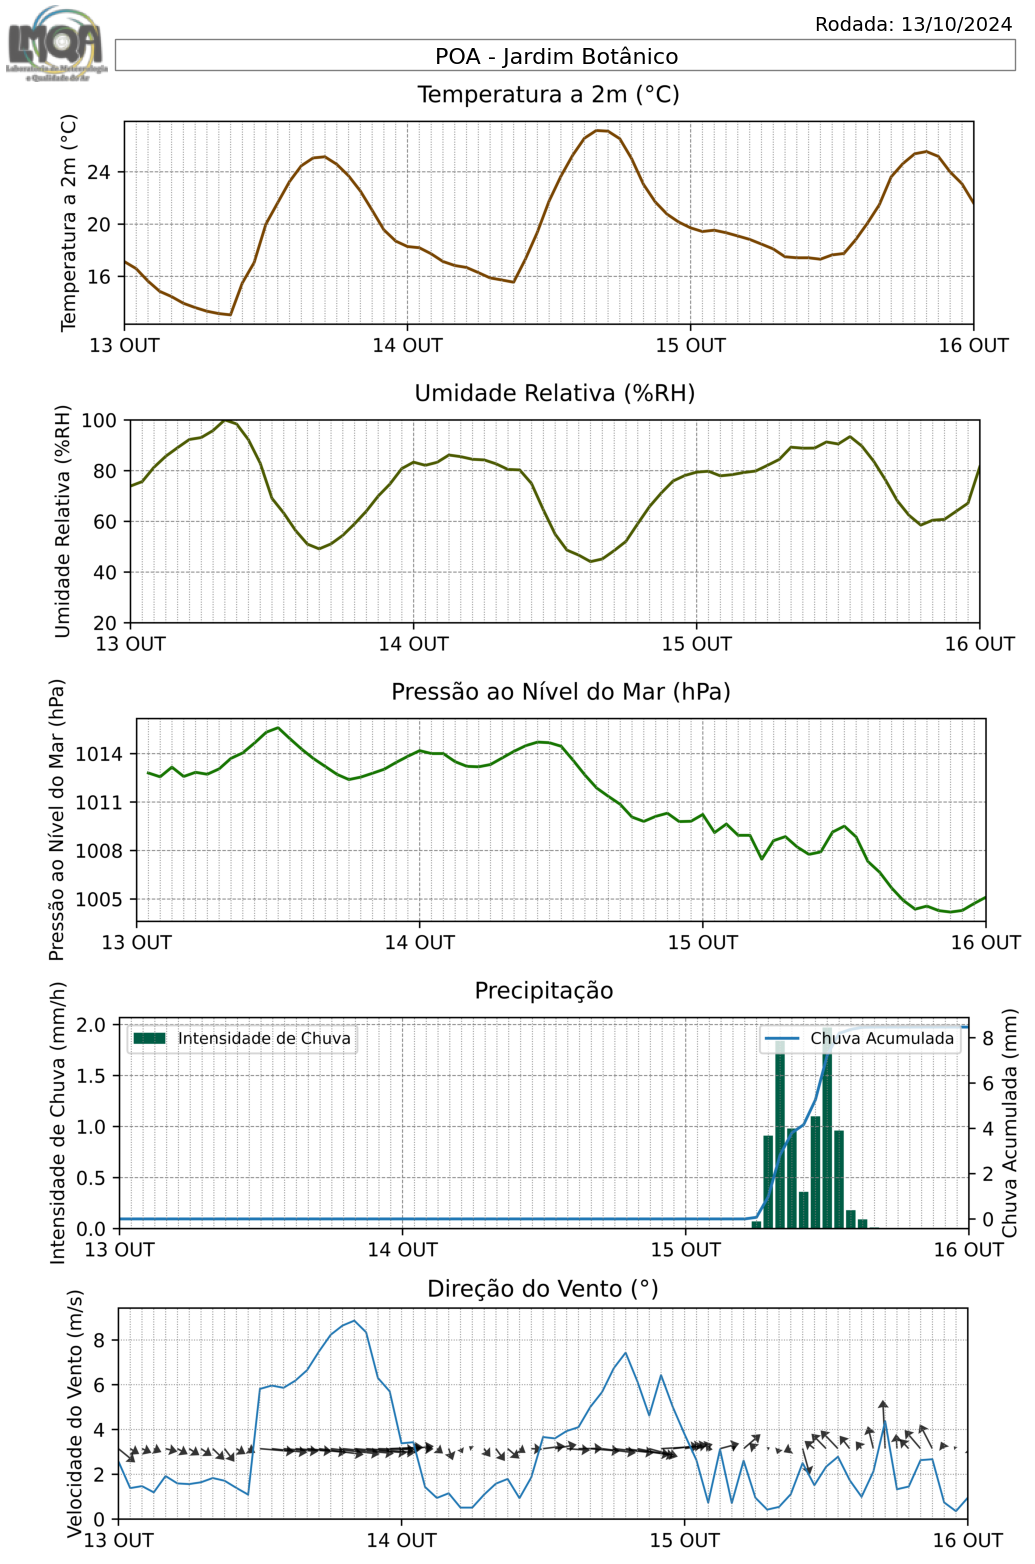 Rodada: 13/10/2024
LMQA
Laboratório de Meteorologia
e Qualidade do Ar
POA - Jardim Botânico
Temperatura a 2m (°C)
Temperatura a 2m (°C)
24
20
16
13 OUT 14 OUT 15 OUT 16 OUT
Umidade Relativa (%RH)
Umidade Relativa (%RH)
100
80
60
40
20
13 OUT 14 OUT 15 OUT 16 OUT
Pressão ao Nível do Mar (hPa)
Pressão ao Nível do Mar (hPa)
1014
1011
1008
1005
13 OUT 14 OUT 15 OUT 16 OUT
Precipitação
Intensidade de Chuva (mm/h)
2.0
1.5
1.0
0.5
0.0
Intensidade de Chuva
Chuva Acumulada
8
6
4
2
0
Chuva Acumulada (mm)
13 OUT 14 OUT 15 OUT 16 OUT
Direção do Vento (°)
Velocidade do Vento (m/s)
8
6
4
2
0
13 OUT 14 OUT 15 OUT 16 OUT